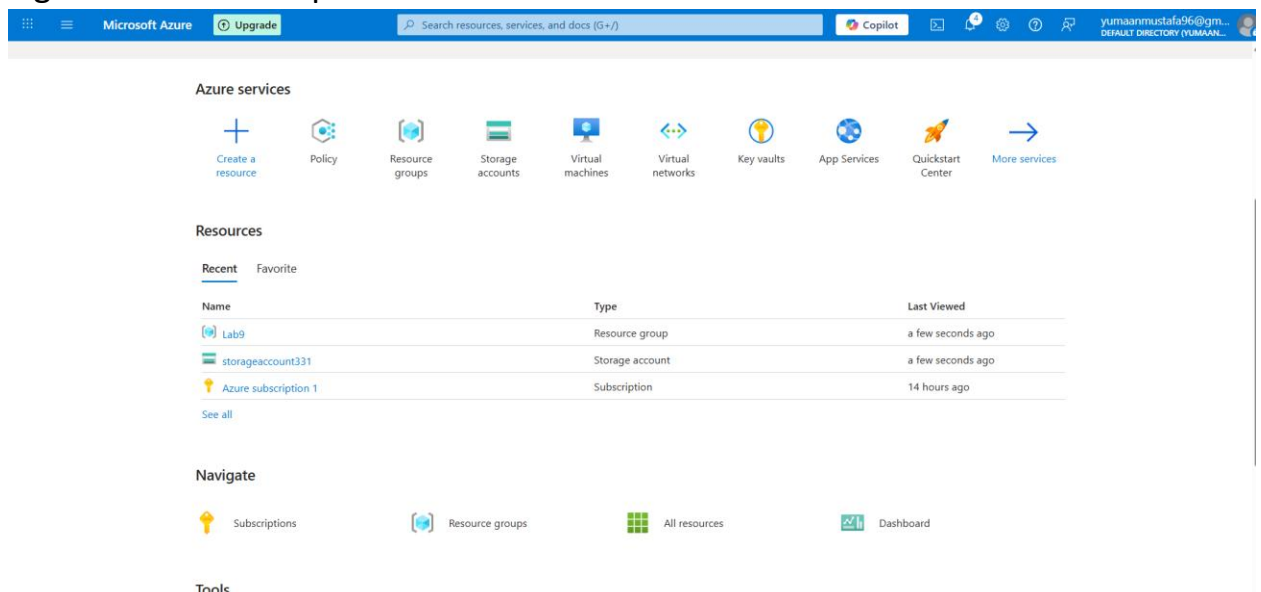 Microsoft Azure Upgrade Search resources, services, and docs (G+/) Copilot 4 yumaanmustafa96@gm...
DEFAULT DIRECTORY (YUMAAN...
Azure services
Create a resource
Policy
Resource groups
Storage accounts
Virtual machines
Virtual networks
Key vaults
App Services
Quickstart Center
More services
Resources
Recent Favorite
Name Type Last Viewed
Lab9 Resource group a few seconds ago
storageaccount331 Storage account a few seconds ago
Azure subscription 1 Subscription 14 hours ago
See all
Navigate
Subscriptions Resource groups All resources Dashboard
Tools